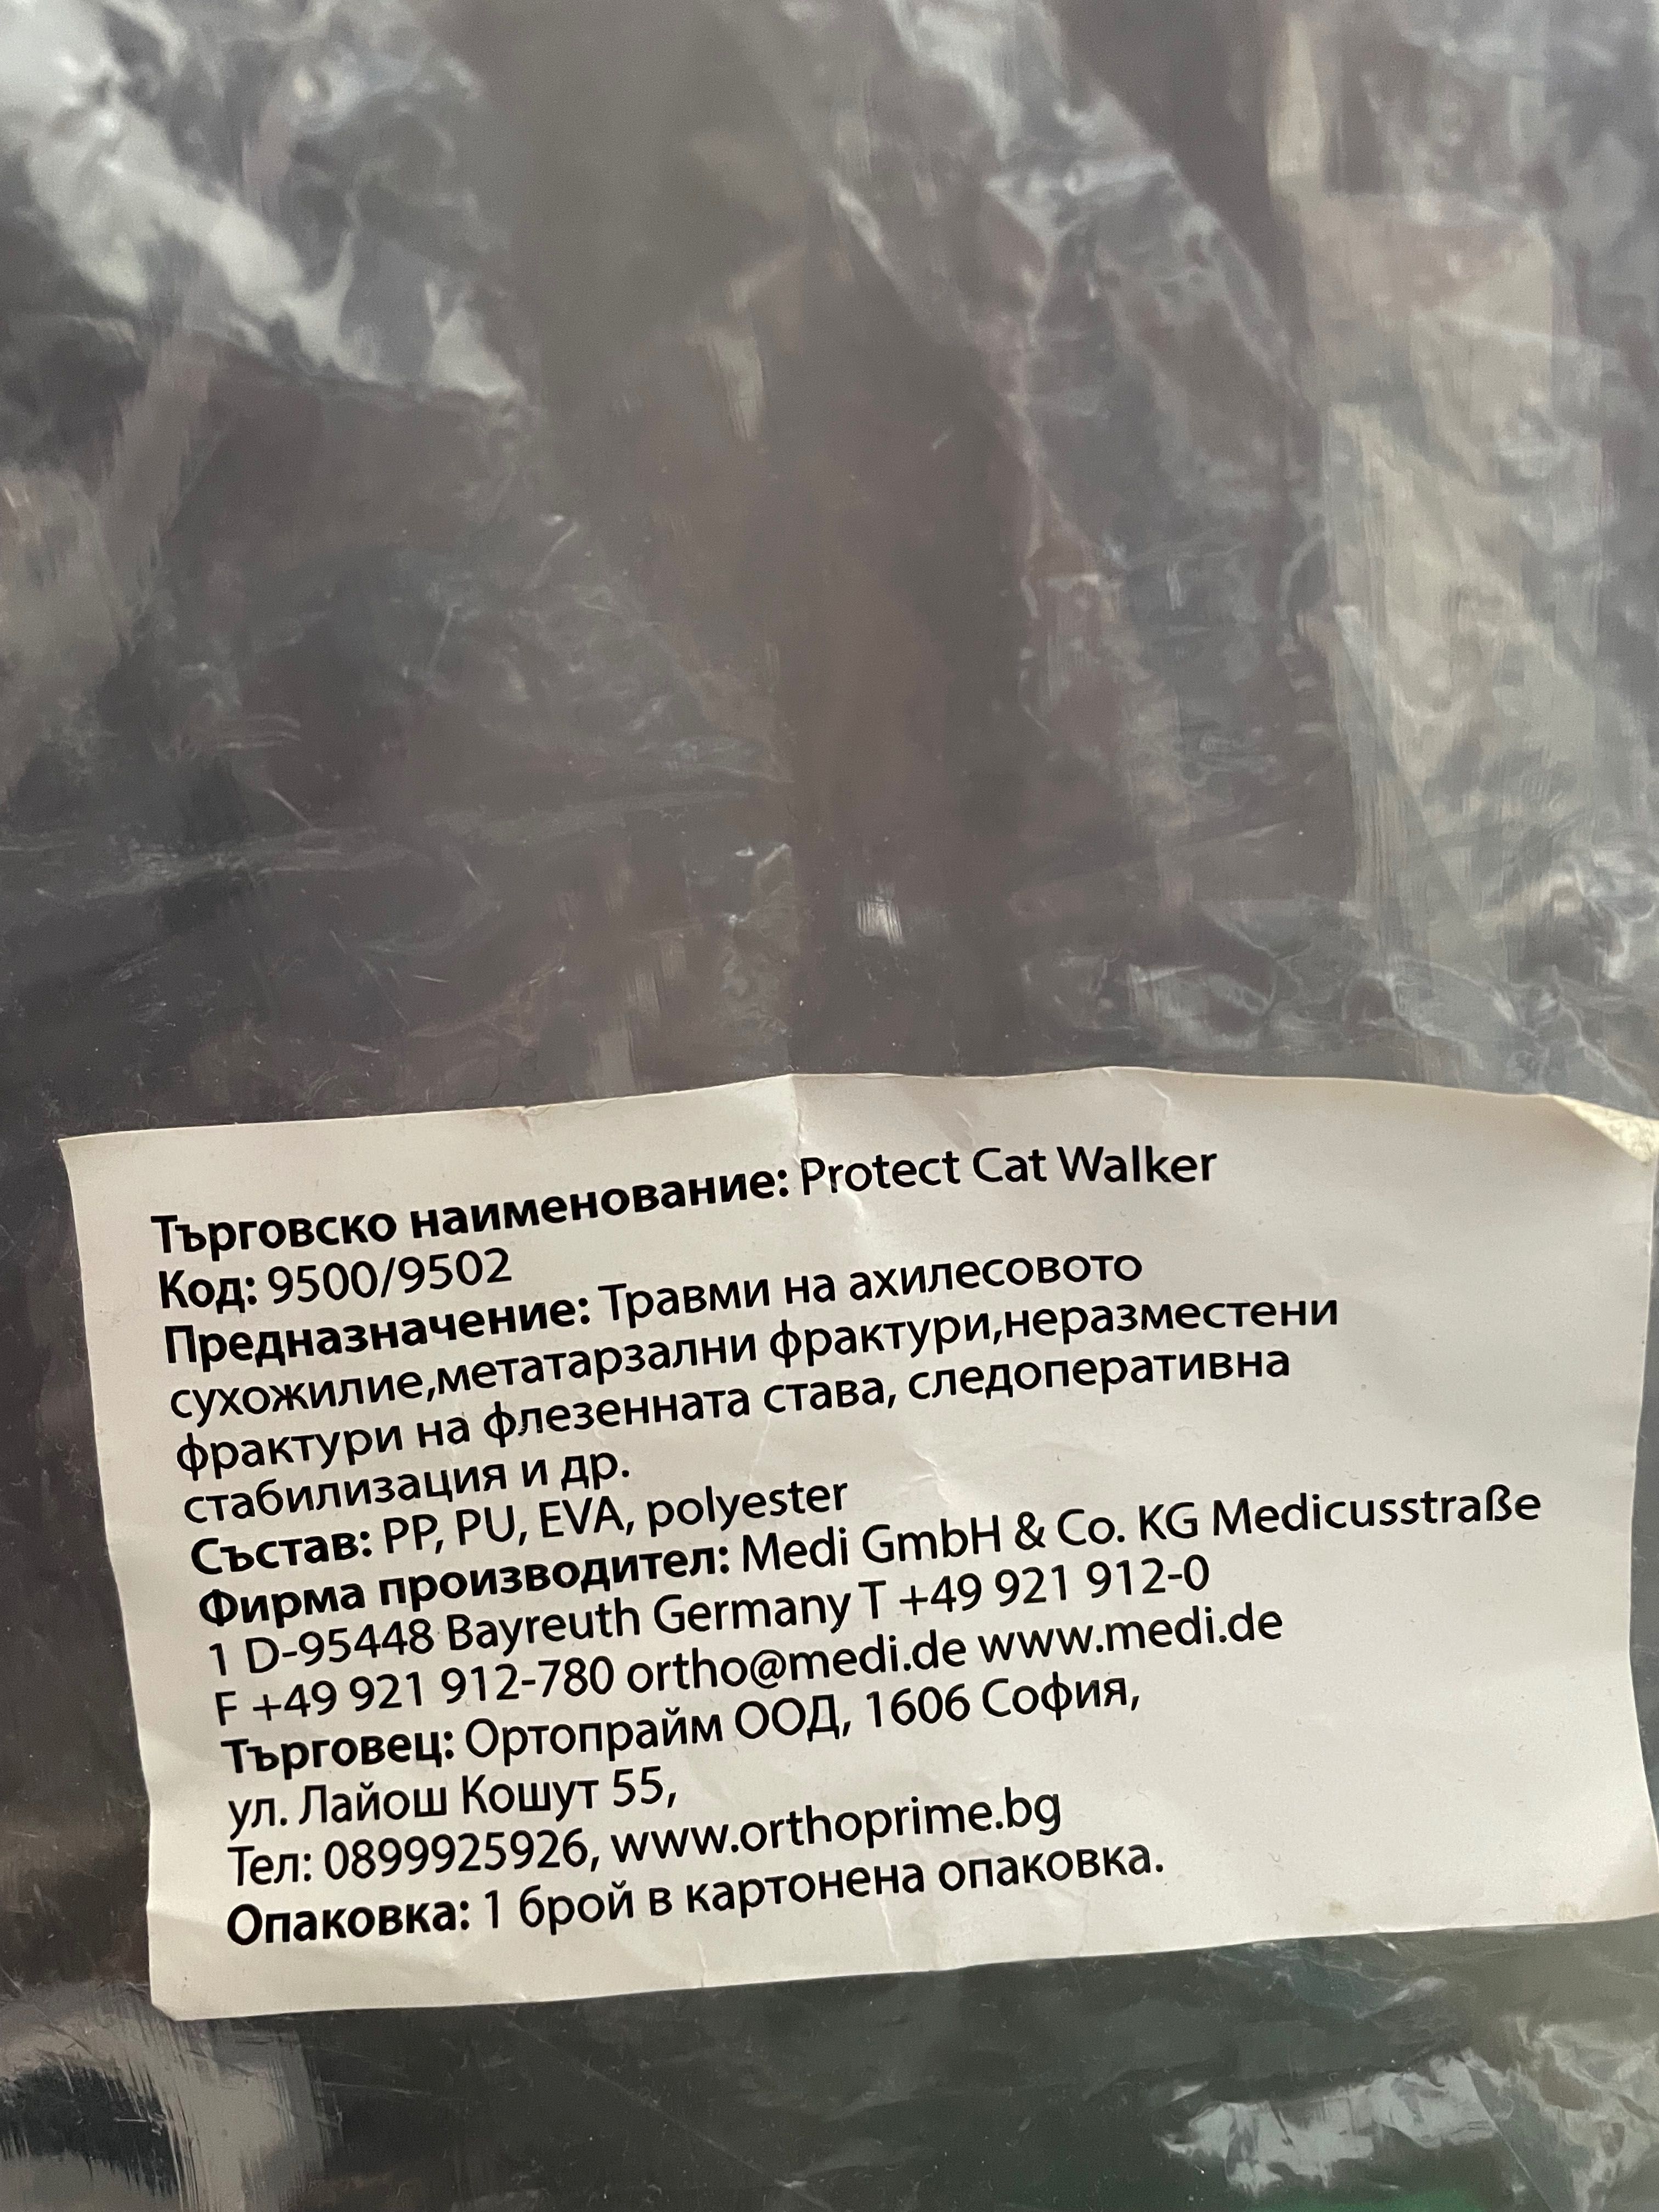 Търговско наименование: Protect Cat Walker
Код: 9500/9502
Предназначение: Травми на ахилесовото
сухожилие,метатарзални фрактури,неразместени
фрактури на флезенната става, следоперативна
стабилизация и др.
Състав: PP, PU, EVA, polyester
Фирма производител: Medi GmbH & Co. KG Medicusstraße
1 D-95448 Bayreuth Germany T +49 921 912-0
F +49 921 912-780 ortho@medi.de www.medi.de
Търговец: Ортопрайм ООД, 1606 София,
ул. Лайош Кошут 55,
Тел: 0899925926, www.orthoprime.bg
Опаковка: 1 брой в картонена опаковка.